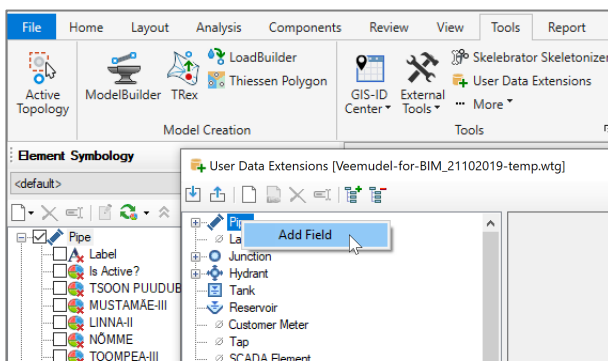 File Home Layout Analysis Components Review View Tools Report
Active Topology
ModelBuilder
TRex
LoadBuilder
Thiessen Polygon
Model Creation
GIS-ID Center
External Tools
Skelebrator Skeletonizer
User Data Extensions
More
Tools
Element Symbology
<default>
Pipe
Label
Is Active?
MUSTAMÄE-III
LINNA-II
NÕMME
TOOMPEA-III
User Data Extensions [Veemudel-for-BIM_21102019-temp.wtg]
Pipe
Add Field
Junction
Hydrant
Tank
Reservoir
Customer Meter
Tap
SCADA Element